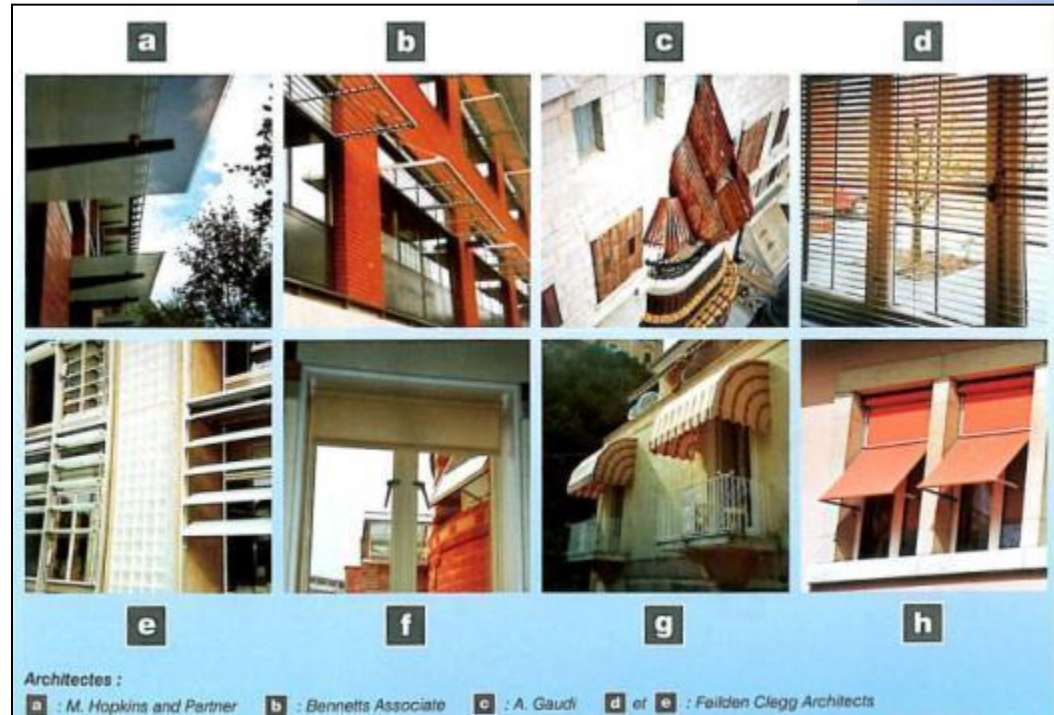 a b c d
e f g h
Architectes :
a : M. Hopkins and Partner b : Bennetts Associate c : A. Gaudi d et e : Feilden Clegg Architects